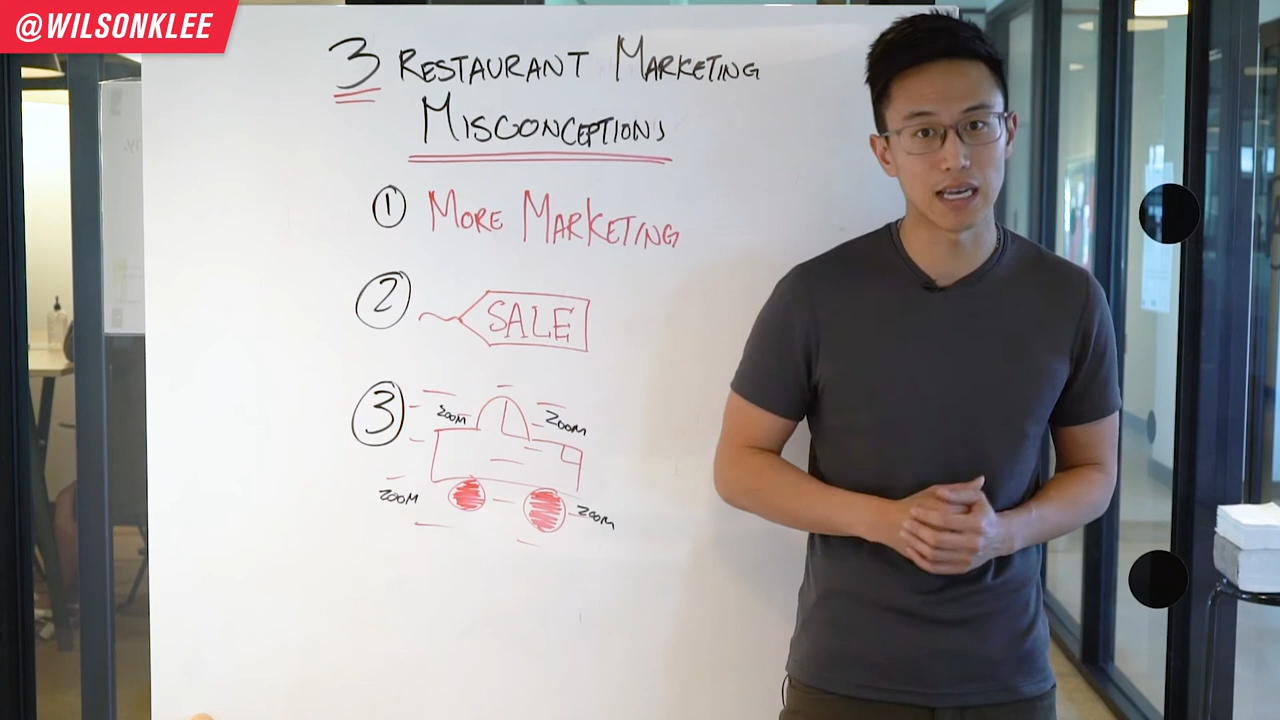 @WILSONKLEE
3 RESTAURANT MARKETING
MISCONCEPTIONS
1 MORE MARKETING
2 SALE
3
ZOOM ZOOM
ZOOM ZOOM